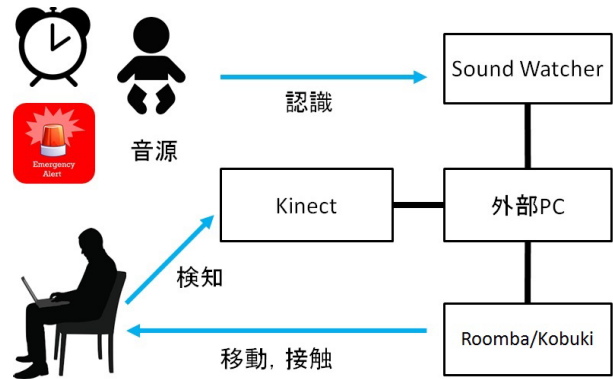 Sound Watcher
認識
Emergency
Alert
音源
Kinect
外部PC
検知
Roomba/Kobuki
移動，接触